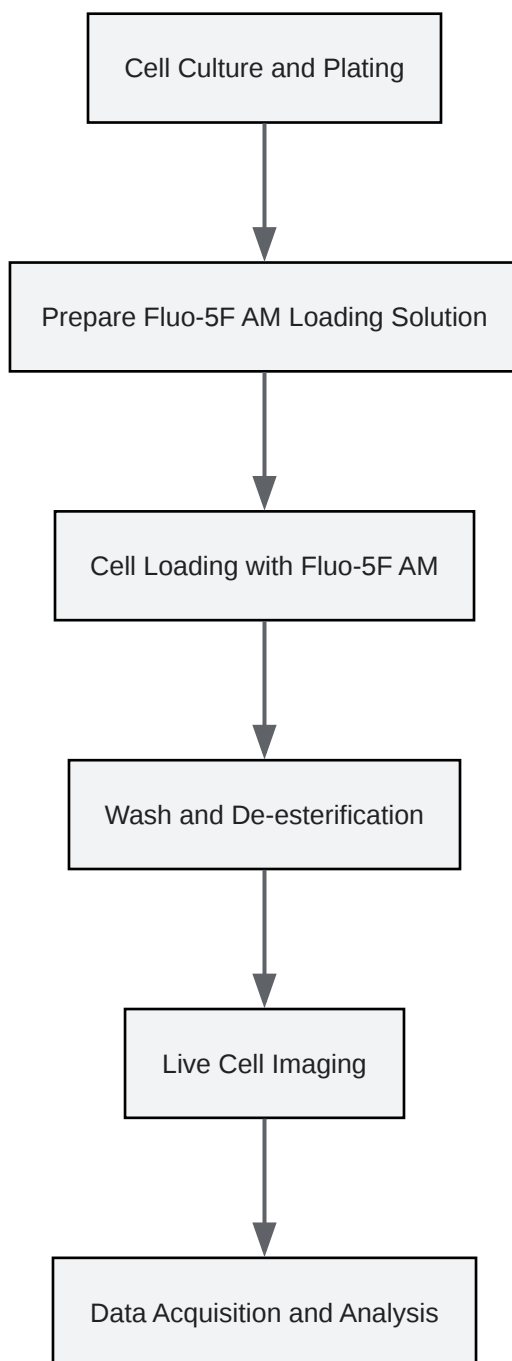 Cell Culture and Plating
Prepare Fluo-5F AM Loading Solution
Cell Loading with Fluo-5F AM
Wash and De-esterification
Live Cell Imaging
Data Acquisition and Analysis